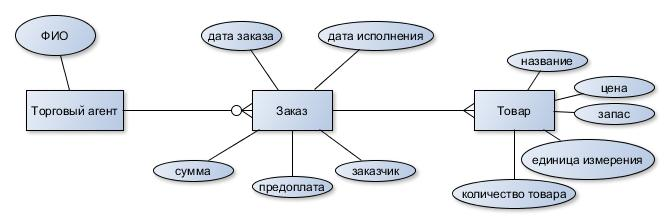 ФИО
дата заказа
дата исполнения
название
цена
Торговый агент
Заказ
Товар
запас
сумма
предоплата
заказчик
единица измерения
количество товара